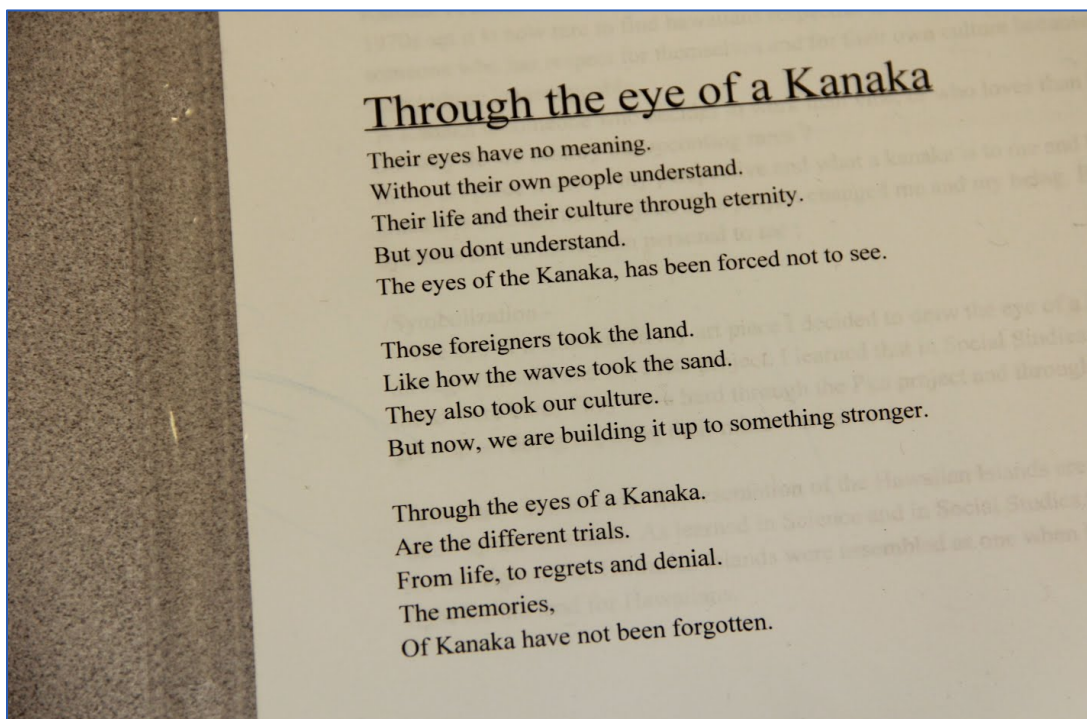 Through the eye of a Kanaka
Their eyes have no meaning.
Without their own people understand.
Their life and their culture through eternity.
But you dont understand.
The eyes of the Kanaka, has been forced not to see.
Those foreigners took the land.
Like how the waves took the sand.
They also took our culture.
But now, we are building it up to something stronger.
Through the eyes of a Kanaka.
Are the different trials.
From life, to regrets and denial.
The memories,
Of Kanaka have not been forgotten.